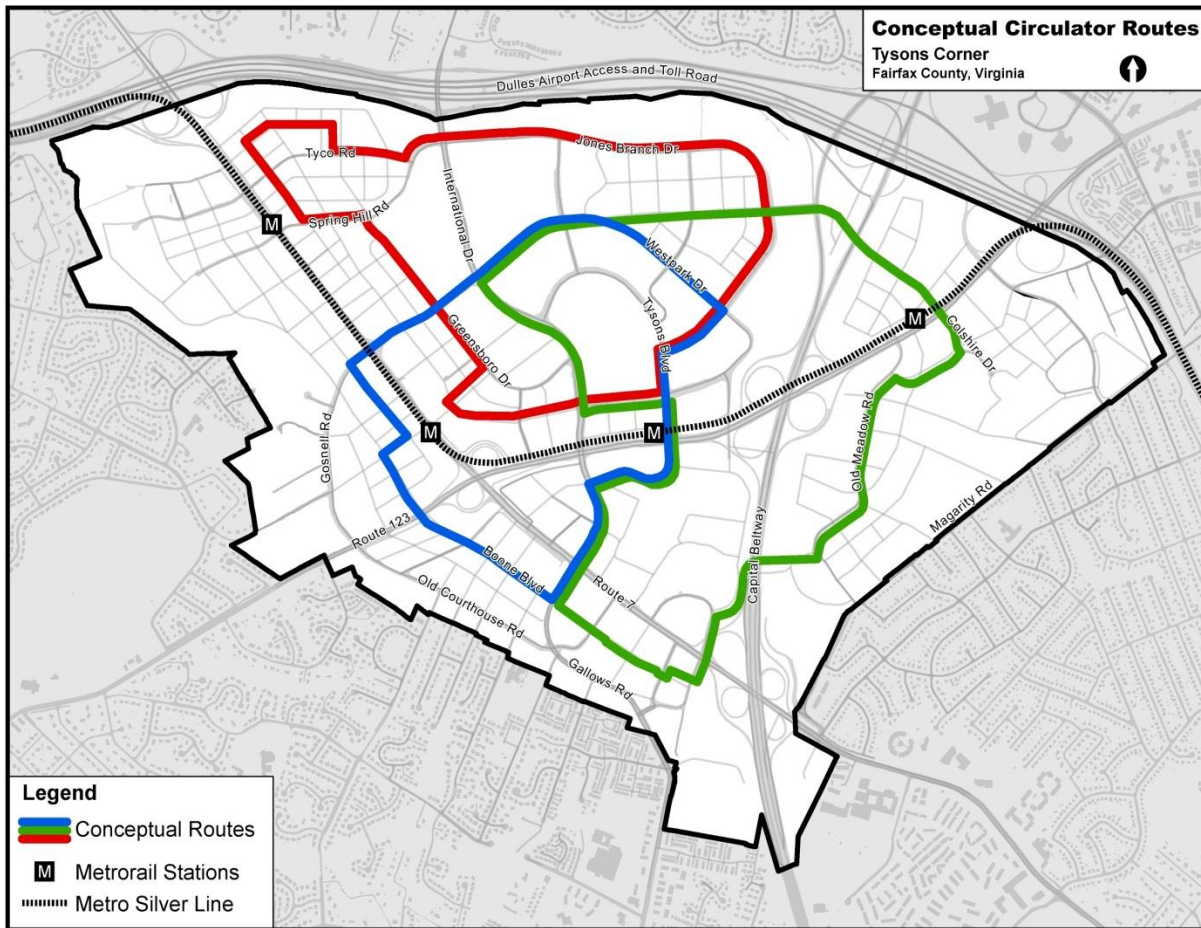 Conceptual Circulator Routes
Tysons Corner
Fairfax County, Virginia
Dulles Airport Access and Toll Road
Jones Branch Dr
Tyco Rd
International Dr
Spring Hill Rd
M
Westpark Dr
Tysons Blvd
Greensboro Dr
M
Colshire Dr
Gosnell Rd
M
M
Old Meadow Rd
Magarity Rd
Route 123
Capital Beltway
Boone Blvd
Route 7
Old Courthouse Rd
Gallows Rd
Legend
Conceptual Routes
M Metrorail Stations
Metro Silver Line